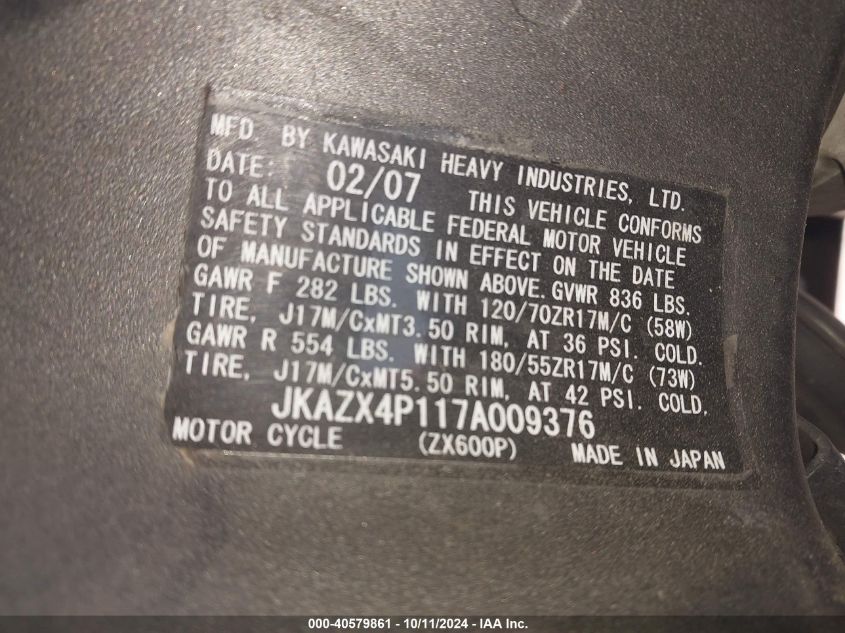 MFD. BY KAWASAKI HEAVY INDUSTRIES, LTD.
DATE: 02/07 THIS VEHICLE CONFORMS
TO ALL APPLICABLE FEDERAL MOTOR VEHICLE
SAFETY STANDARDS IN EFFECT ON THE DATE
OF MANUFACTURE SHOWN ABOVE. GVWR 836 LBS.
GAWR F 282 LBS. WITH 120/70ZR17M/C (58W)
TIRE, J17M/CxMT3.50 RIM, AT 36 PSI. COLD.
GAWR R 554 LBS. WITH 180/55ZR17M/C (73W)
TIRE, J17M/CxMT5.50 RIM, AT 42 PSI. COLD.
JKAZX4P117A009376
MOTOR CYCLE (ZX600P) MADE IN JAPAN
000-40579861 - 10/11/2024 - IAA Inc.